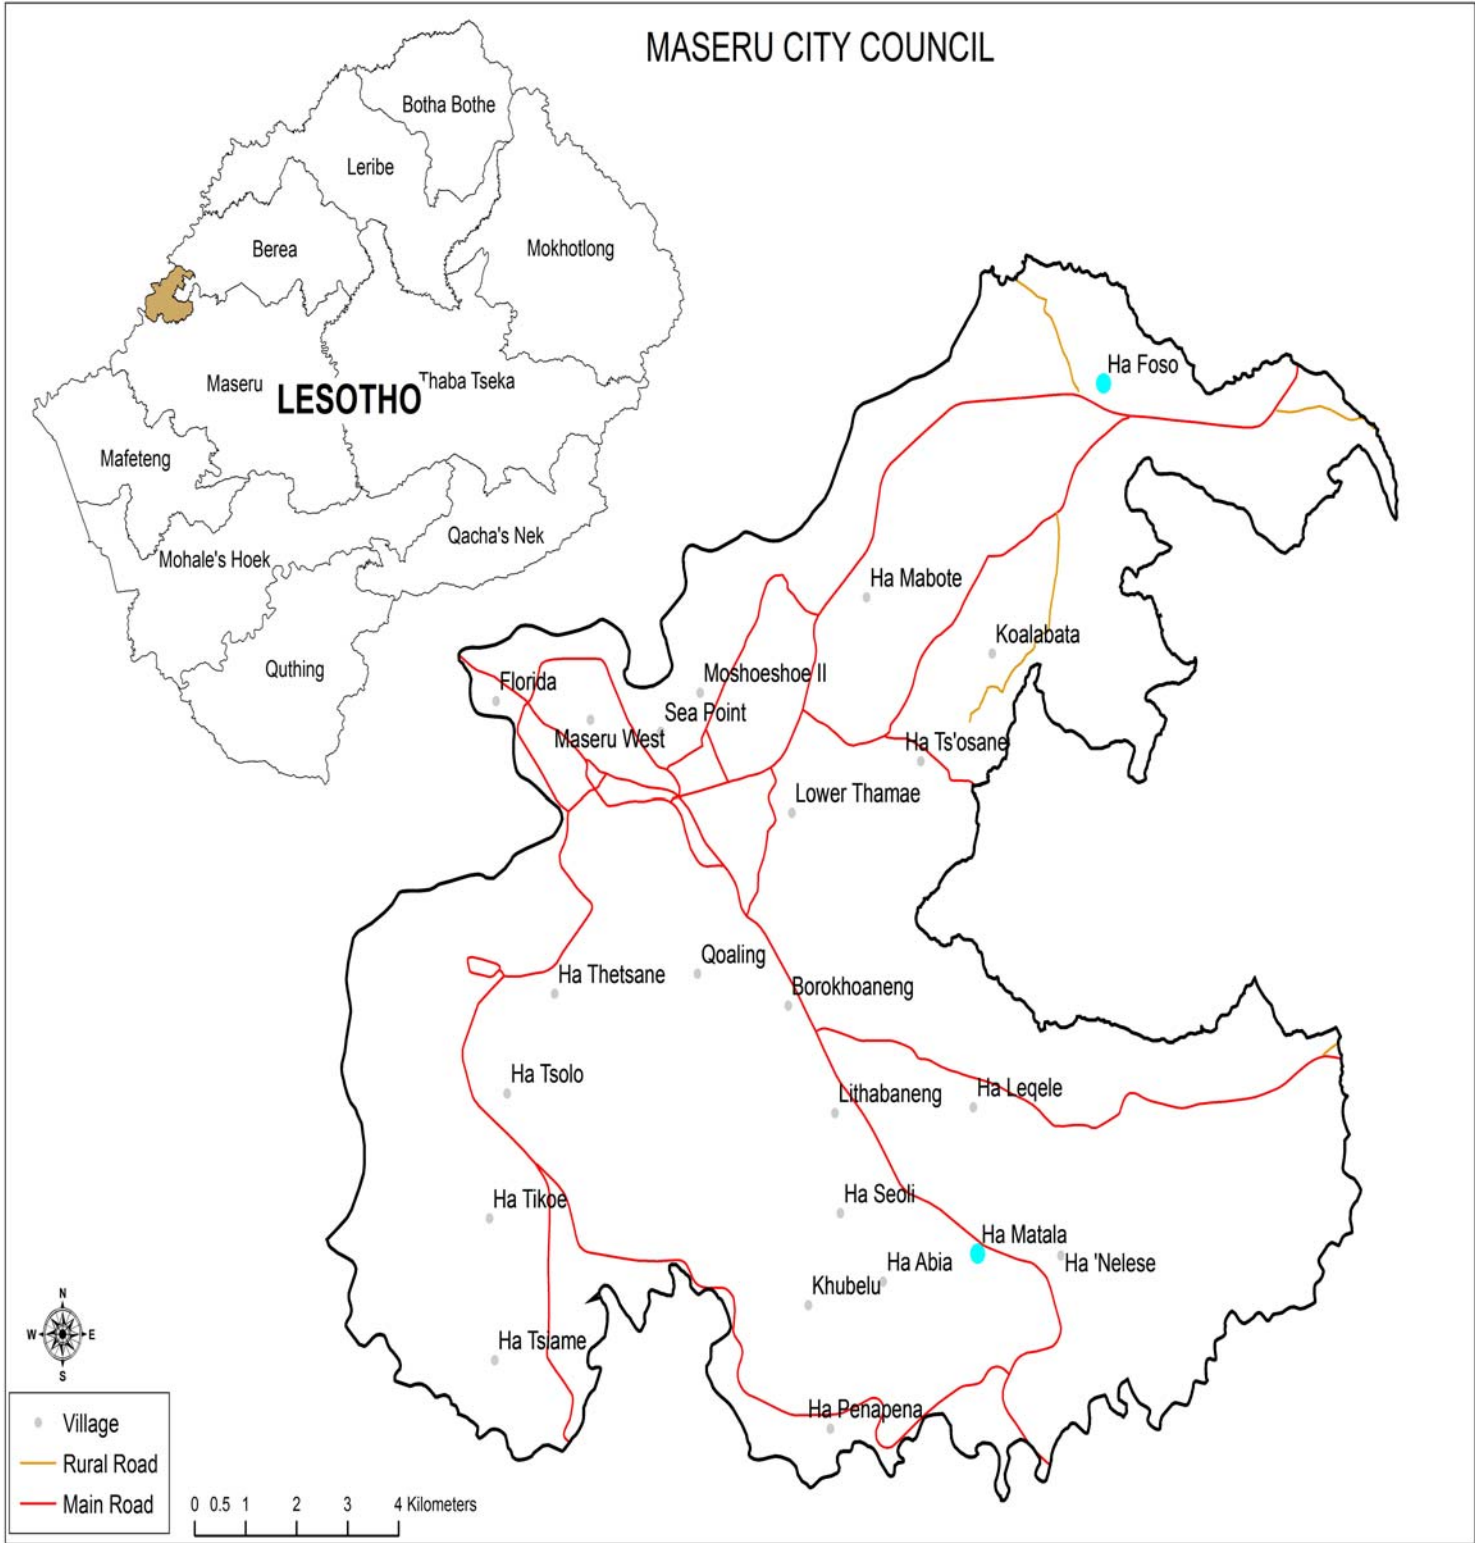 MASERU CITY COUNCIL
Botha Bothe
Leribe
Berea
Mokhotlong
Maseru
LESOTHO
Thaba Tseka
Mafeteng
Mohale's Hoek
Qacha's Nek
Quthing
Ha Foso
Ha Mabote
Koalabata
Florida
Moshoeshoe II
Sea Point
Maseru West
Ha Ts'osane
Lower Thamae
Qoaling
Ha Thetsane
Borokhoaneng
Ha Tsolo
Lithabaneng
Ha Leqele
Ha Tikoe
Ha Seoli
Ha Matala
Ha Abia
Ha 'Nelese
Khubelu
Ha Tsiame
Ha Penapena
N
W
E
S
Village
Rural Road
Main Road
0 0.5 1 2 3 4 Kilometers